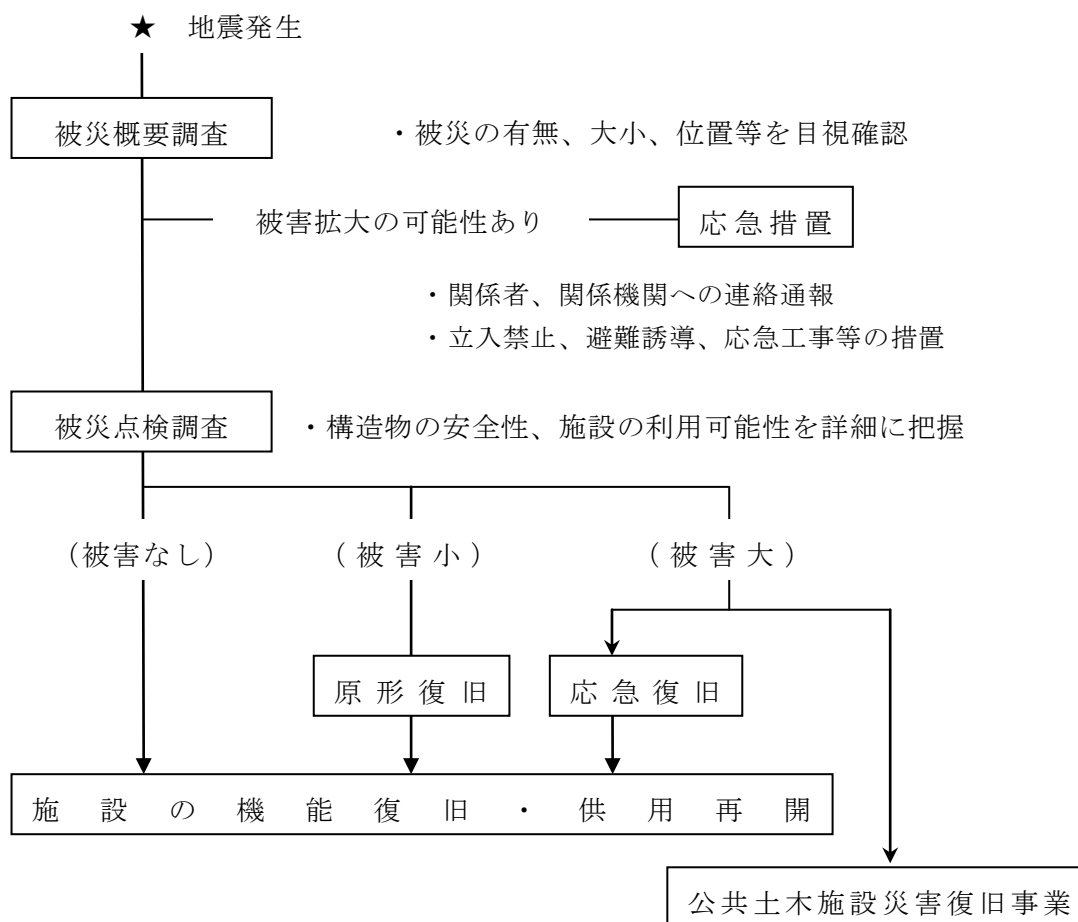 ★ 地震発生
被災概要調査
・被災の有無、大小、位置等を目視確認
被害拡大の可能性あり
応急措置
・関係者、関係機関への連絡通報
・立入禁止、避難誘導、応急工事等の措置
被災点検調査
・構造物の安全性、施設の利用可能性を詳細に把握
(被害なし)
(被害小)
(被害大)
原形復旧
応急復旧
施設の機能復旧・供用再開
公共土木施設災害復旧事業